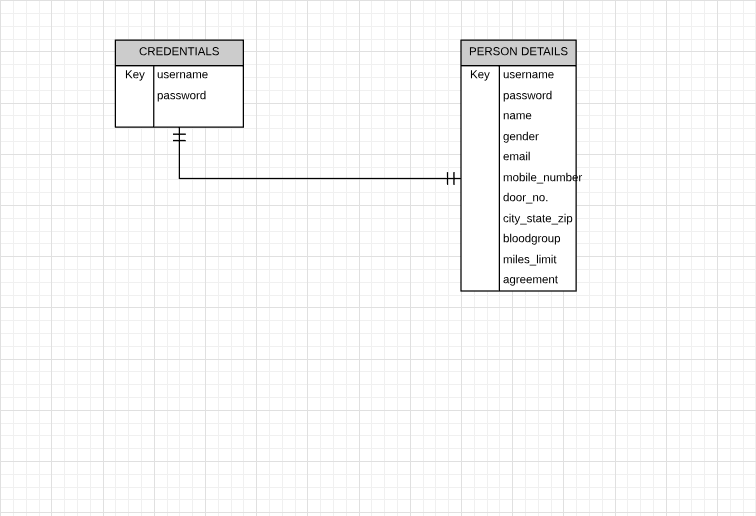 CREDENTIALS
Key username
password
PERSON DETAILS
Key username
password
name
gender
email
mobile_number
door_no.
city_state_zip
bloodgroup
miles_limit
agreement